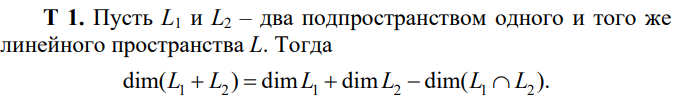 Т 1. Пусть L₁ и L₂ – два подпространством одного и того же
линейного пространства L. Тогда
dim(L₁ + L₂) = dim L₁ + dim L₂ − dim(L₁ ∩ L₂).